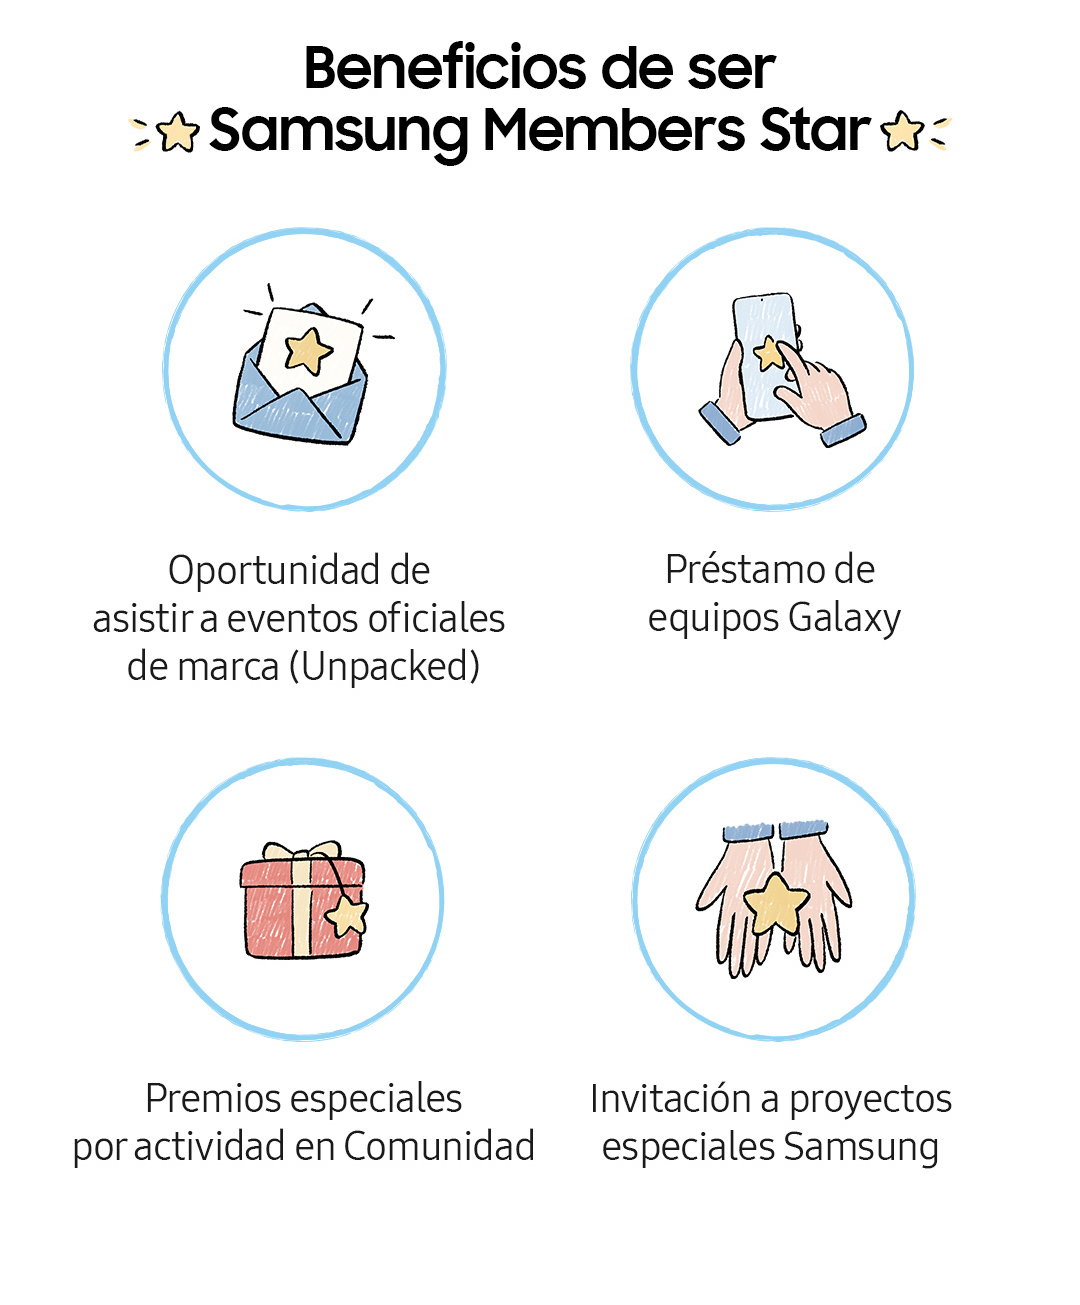 Beneficios de ser
Samsung Members Star
Oportunidad de
asistir a eventos oficiales
de marca (Unpacked)
Préstamo de
equipos Galaxy
Premios especiales
por actividad en Comunidad
Invitación a proyectos
especiales Samsung